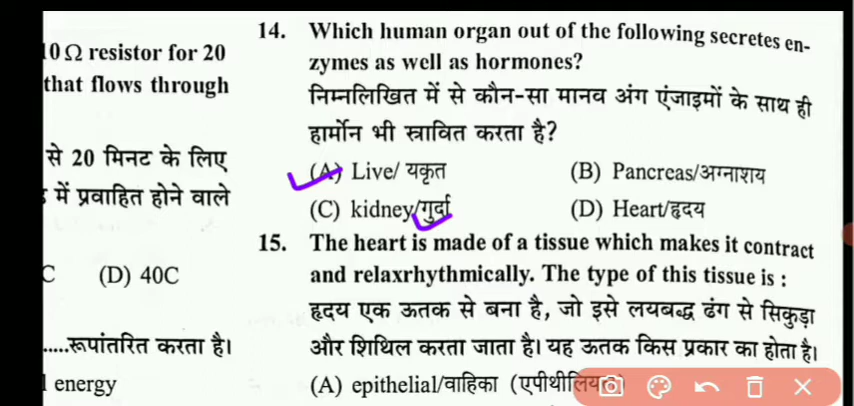 10 Ω resistor for 20
that flows through
से 20 मिनट के लिए
में प्रवाहित होने वाले
C (D) 40C
.....रूपांतरित करता है।
energy
14. Which human organ out of the following secretes en-
zymes as well as hormones?
निम्नलिखित में से कौन-सा मानव अंग एंजाइमों के साथ ही
हार्मोन भी स्रावित करता है?
(A) Live/ यकृत (B) Pancreas/अग्नाशय
(C) kidney/गुर्दा (D) Heart/हृदय
15. The heart is made of a tissue which makes it contract
and relaxrhythmically. The type of this tissue is :
हृदय एक ऊतक से बना है, जो इसे लयबद्ध ढंग से सिकुड़ा
और शिथिल करता जाता है। यह ऊतक किस प्रकार का होता है।
(A) epithelial/वाहिका